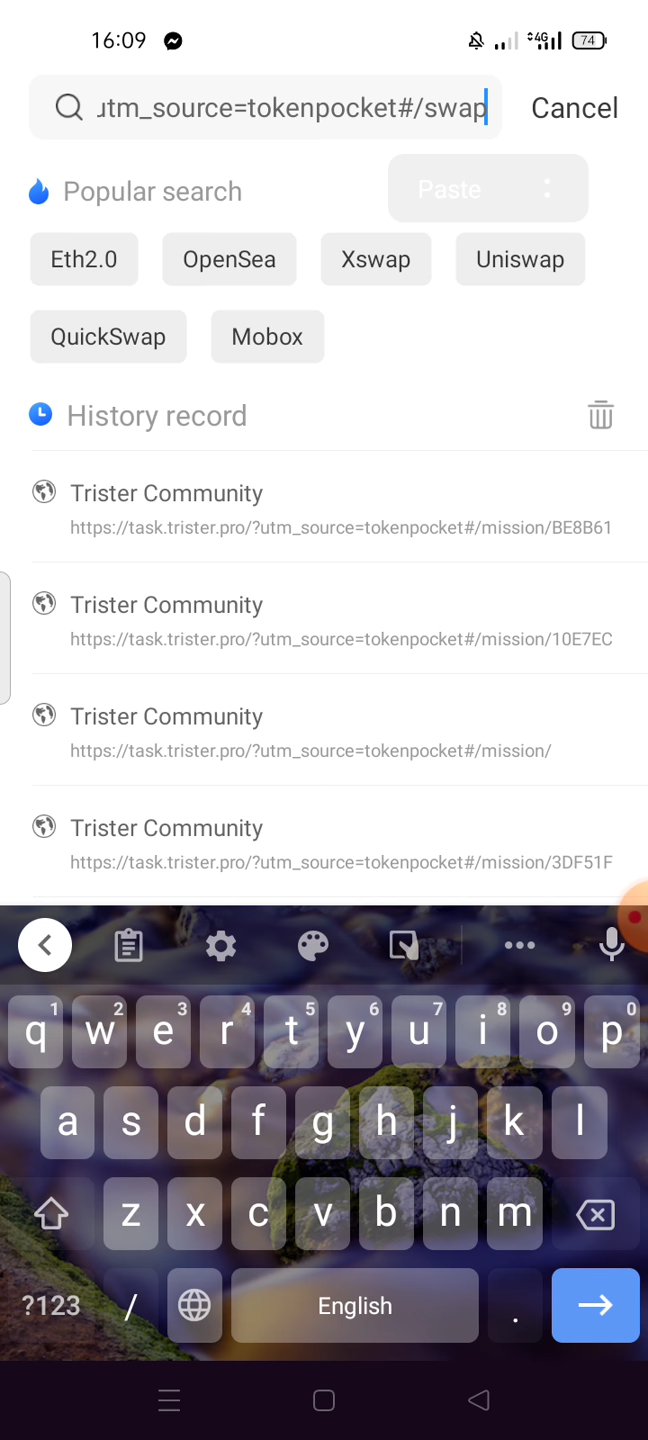 16:09 4G 74
utm_source=tokenpocket#/swap Cancel
Popular search Paste
Eth2.0 OpenSea Xswap Uniswap
QuickSwap Mobox
History record
Trister Community
https://task.trister.pro/?utm_source=tokenpocket#/mission/BE8B61
Trister Community
https://task.trister.pro/?utm_source=tokenpocket#/mission/10E7EC
Trister Community
https://task.trister.pro/?utm_source=tokenpocket#/mission/
Trister Community
https://task.trister.pro/?utm_source=tokenpocket#/mission/3DF51F
1 2 3 4 5 6 7 8 9 0
q w e r t y u i o p
a s d f g h j k l
z x c v b n m
?123 / English .